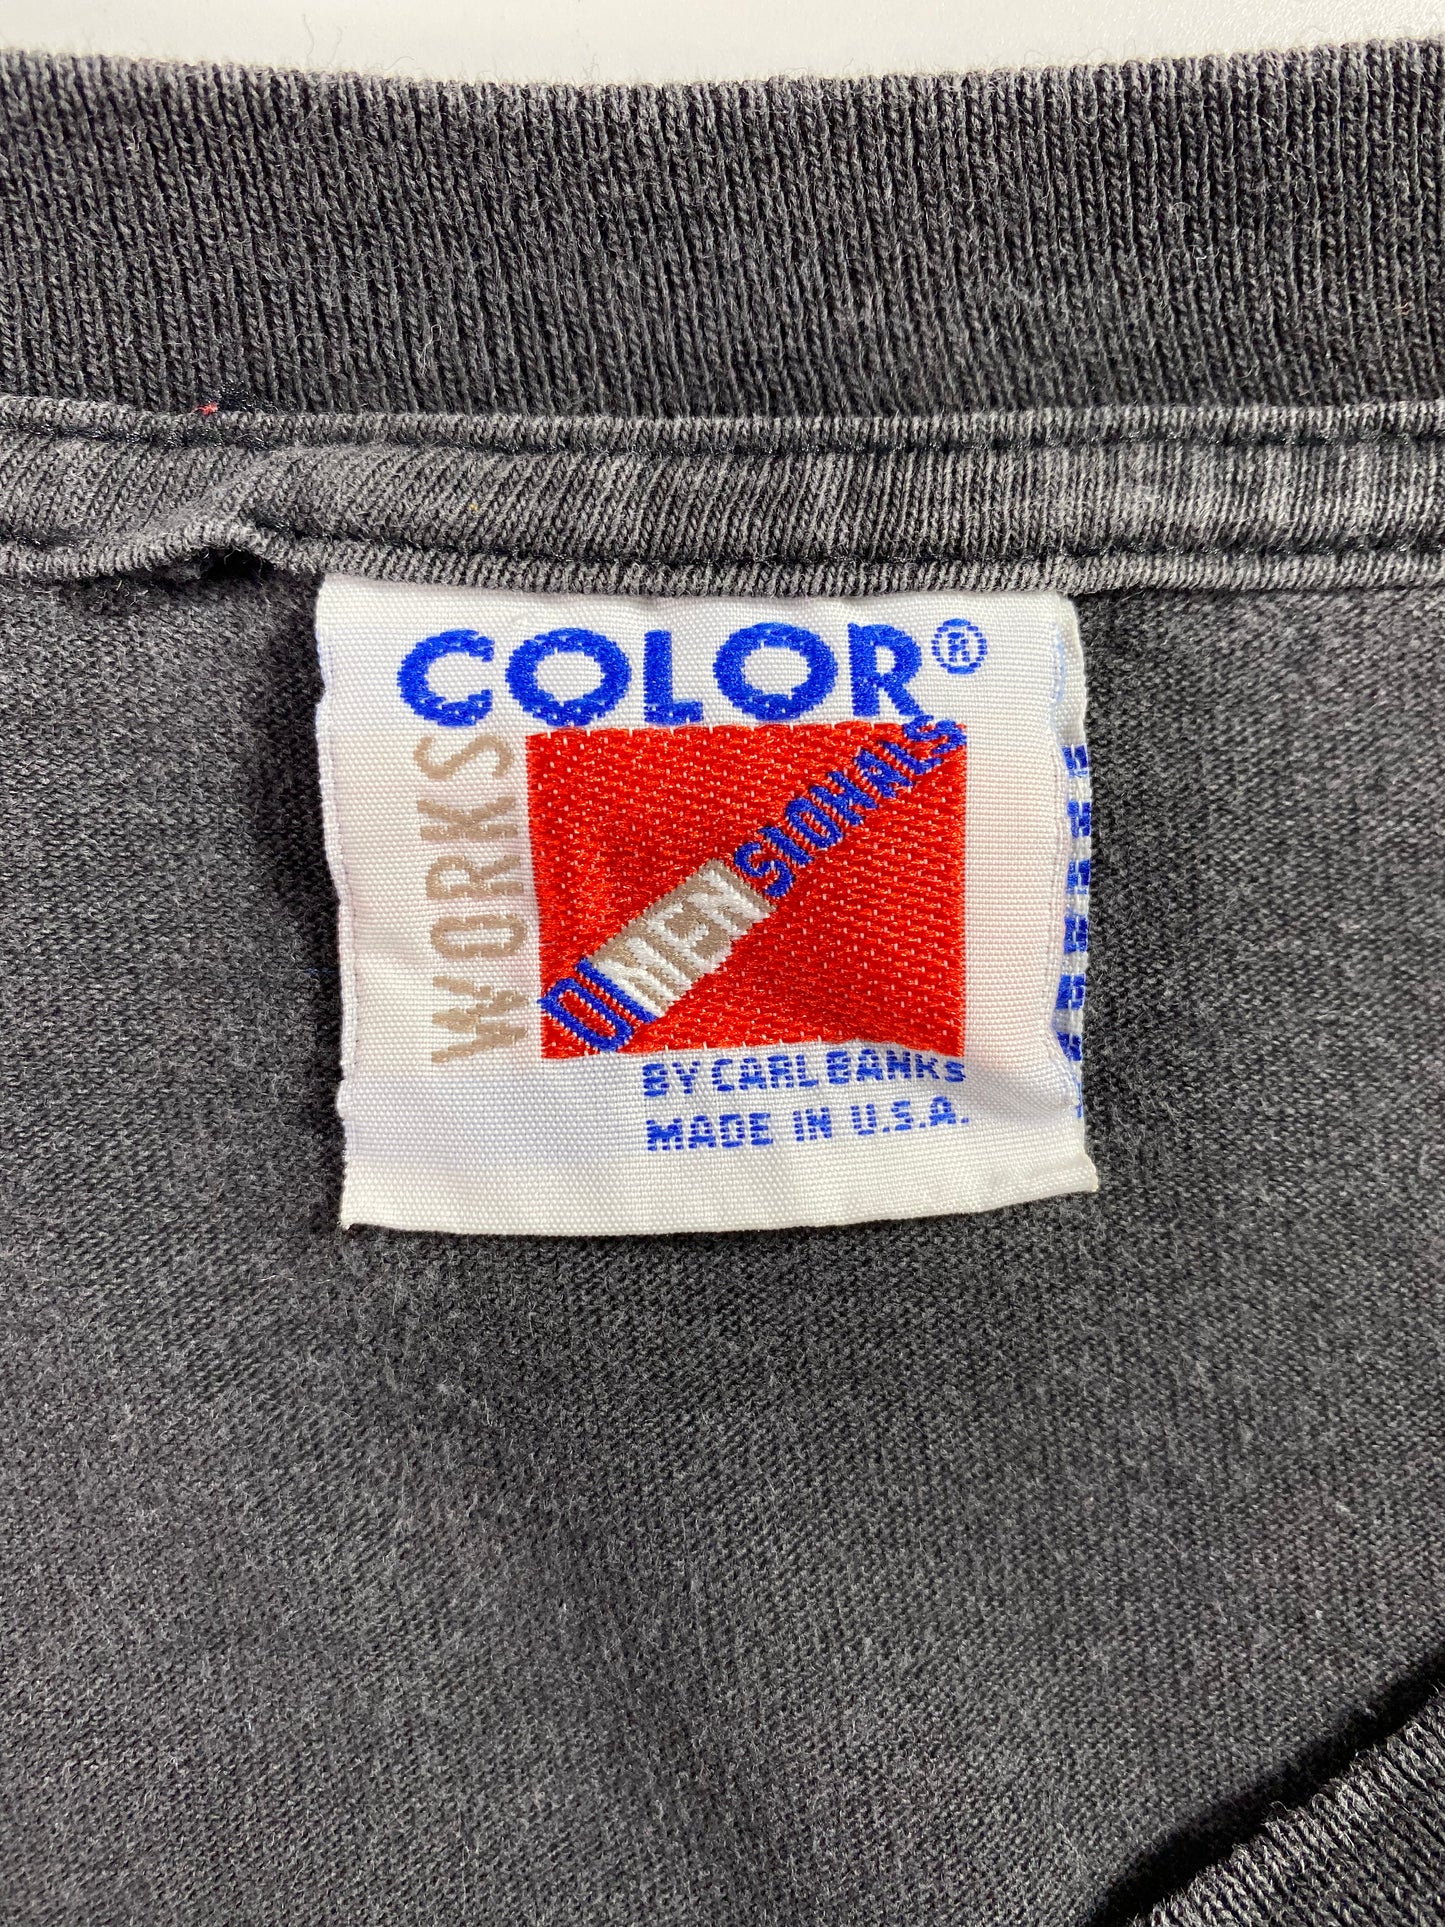 COLOR®
WORKS
DIMENSIONALS
BY CARL BANKS
MADE IN U.S.A.